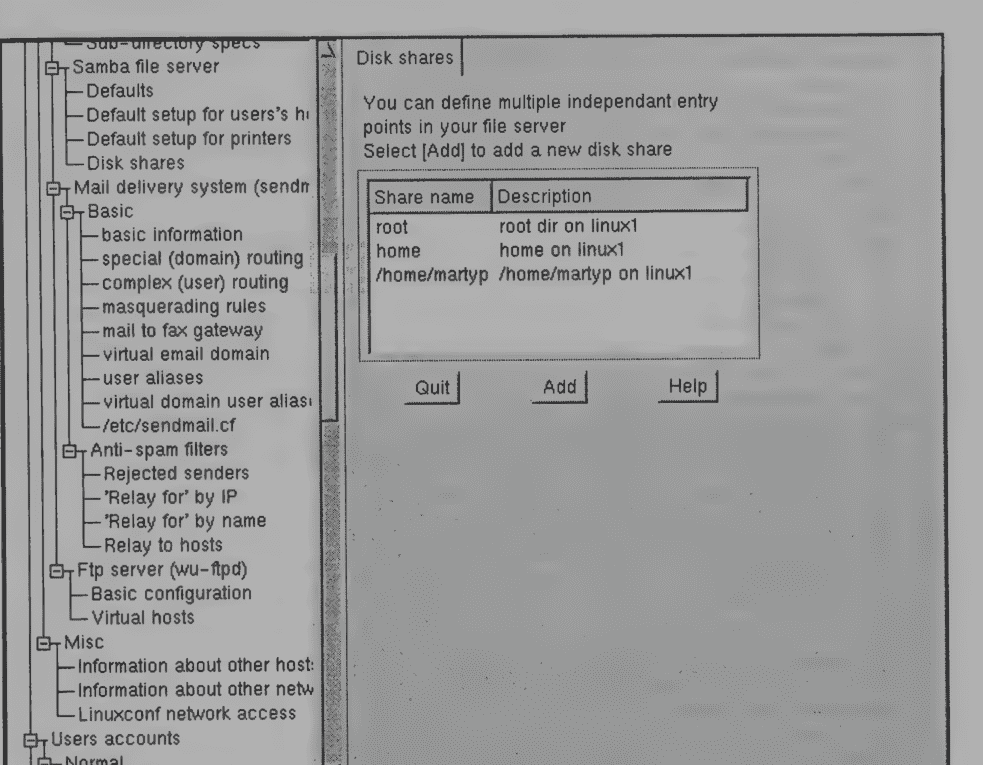 Sub-directory specs
Samba file server
Defaults
Default setup for users's
Default setup for printers
Disk shares
Mail delivery system
Basic
basic information
special (domain) routing
complex (user) routing
masquerading rules
mail to fax gateway
virtual email domain
user aliases
virtual domain user
/etc/sendmail.cf
Anti-spam filters
Rejected senders
'Relay for' by IP
'Relay for' by name
Relay to hosts
Ftp server (wu-ftpd)
Basic configuration
Virtual hosts
Misc
Information about other
Information about other
Linuxconf network access
Users accounts
Normal
Disk shares
You can define multiple independant entry
points in your file server
Select [Add] to add a new disk share
Share name Description
root root dir on linux1
home home on linux1
/home/martyp /home/martyp on linux1
Quit Add Help